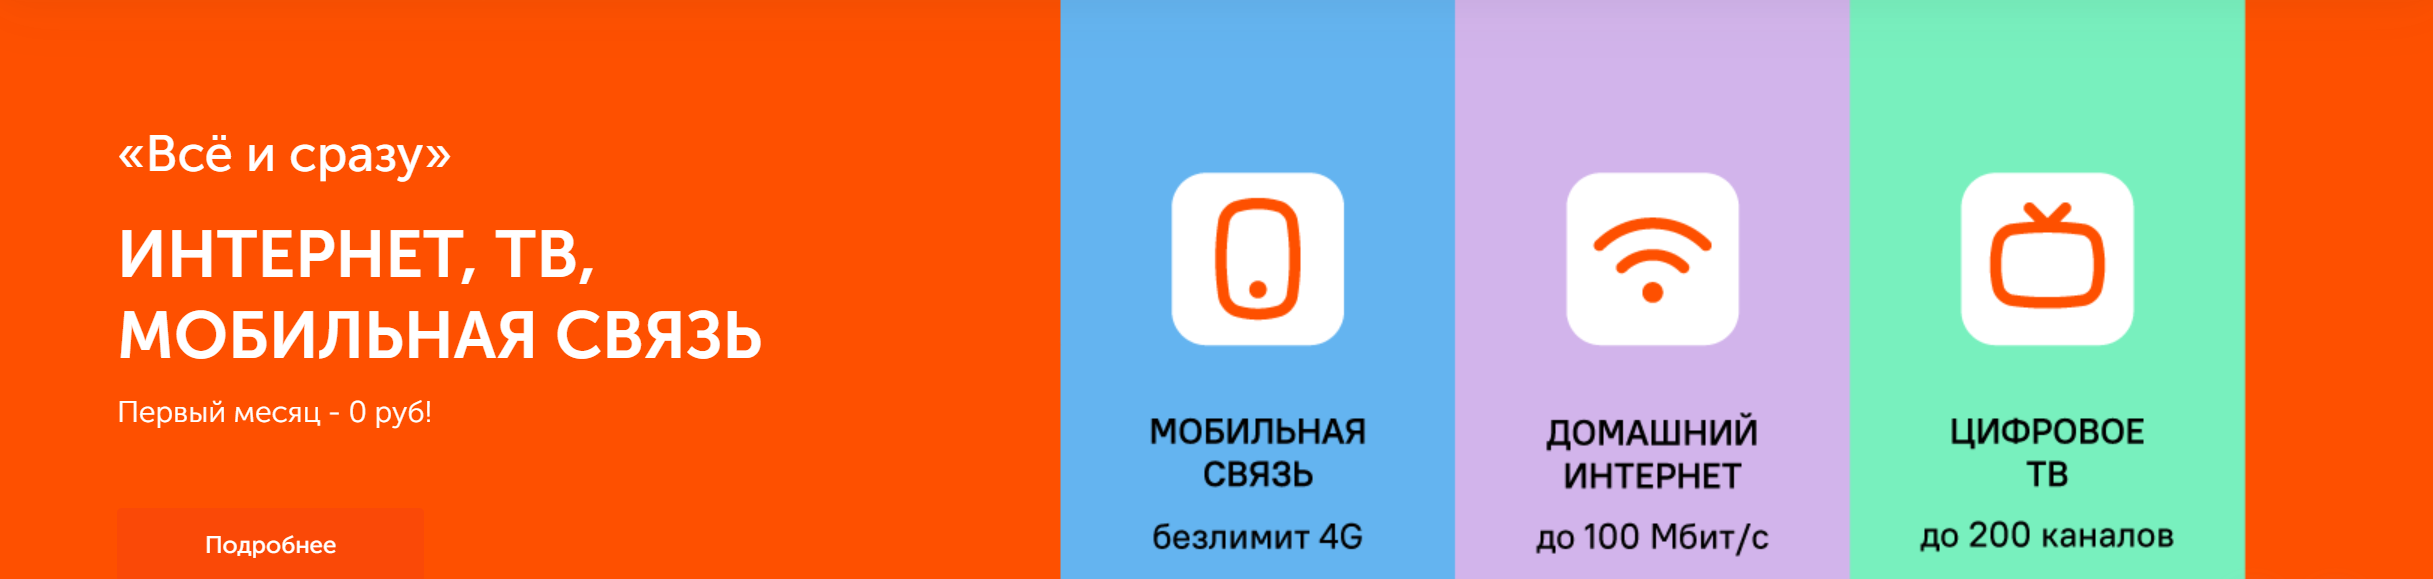 «Всё и сразу»
ИНТЕРНЕТ, ТВ,
МОБИЛЬНАЯ СВЯЗЬ
Первый месяц - 0 руб!
Подробнее
МОБИЛЬНАЯ
СВЯЗЬ
безлимит 4G
ДОМАШНИЙ
ИНТЕРНЕТ
до 100 Мбит/с
ЦИФРОВОЕ
ТВ
до 200 каналов